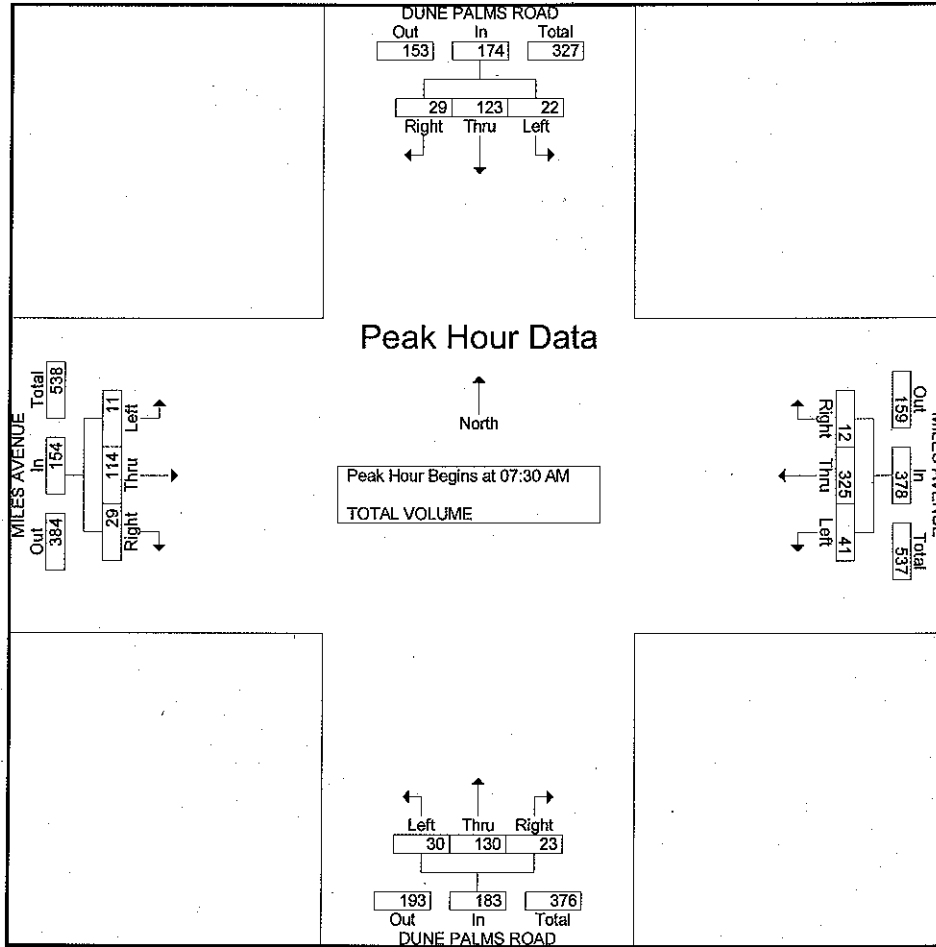 DUNE PALMS ROAD
Out In Total
153 174 327
29 123 22
Right Thru Left
Peak Hour Data
North
Peak Hour Begins at 07:30 AM
TOTAL VOLUME
MILES AVENUE
Out In Total
384 154 538
11 114 29
Left Thru Right
MILES AVENUE
Out In Total
159 378 537
12 325 41
Right Thru Left
Left Thru Right
30 130 23
193 183 376
Out In Total
DUNE PALMS ROAD